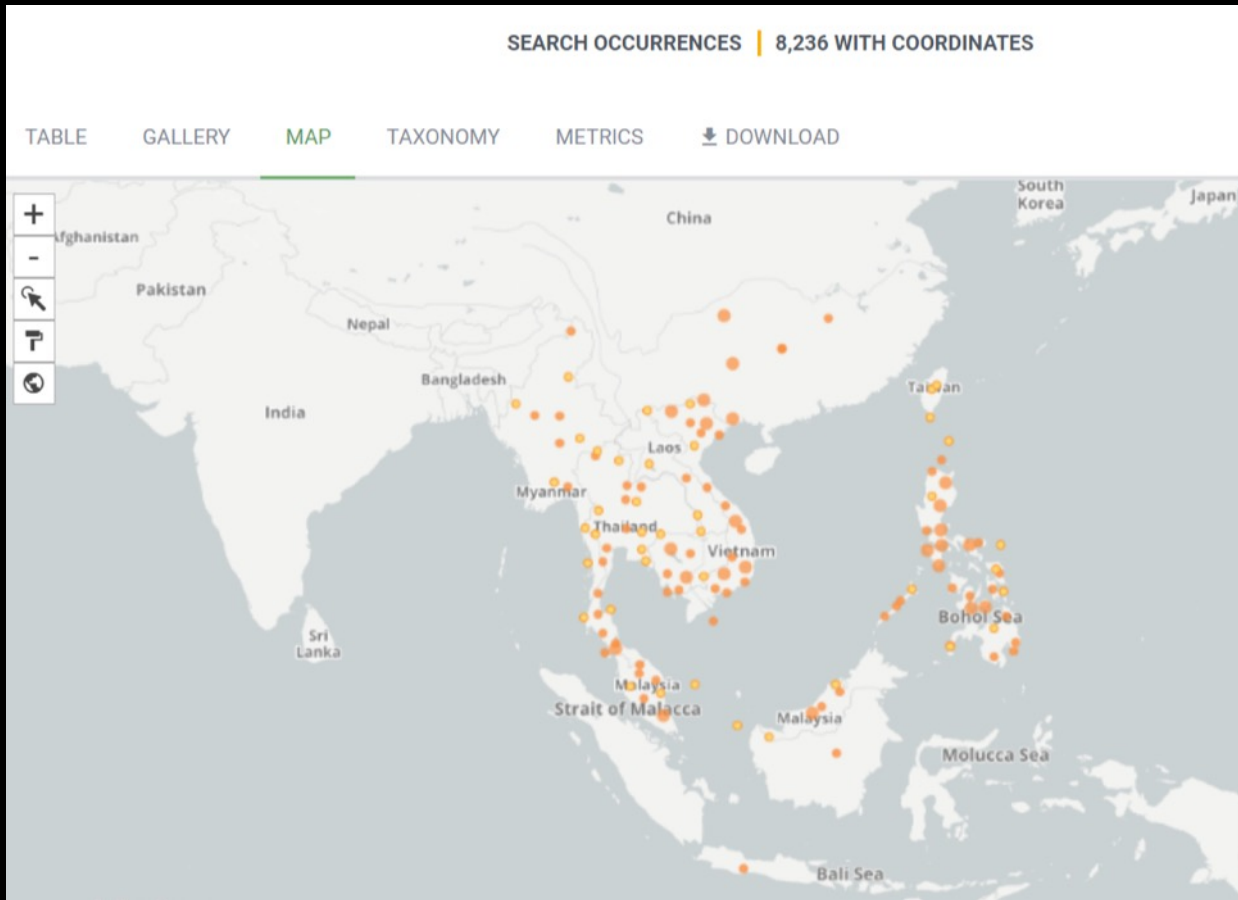 SEARCH OCCURRENCES | 8,236 WITH COORDINATES
TABLE GALLERY MAP TAXONOMY METRICS DOWNLOAD
+
-
South
Korea
Japan
China
Afghanistan
Pakistan
Nepal
Bangladesh
Taiwan
India
Laos
Myanmar
Thailand
Vietnam
Sri
Lanka
Bohol Sea
Malaysia
Strait of Malacca
Malaysia
Molucca Sea
Bali Sea